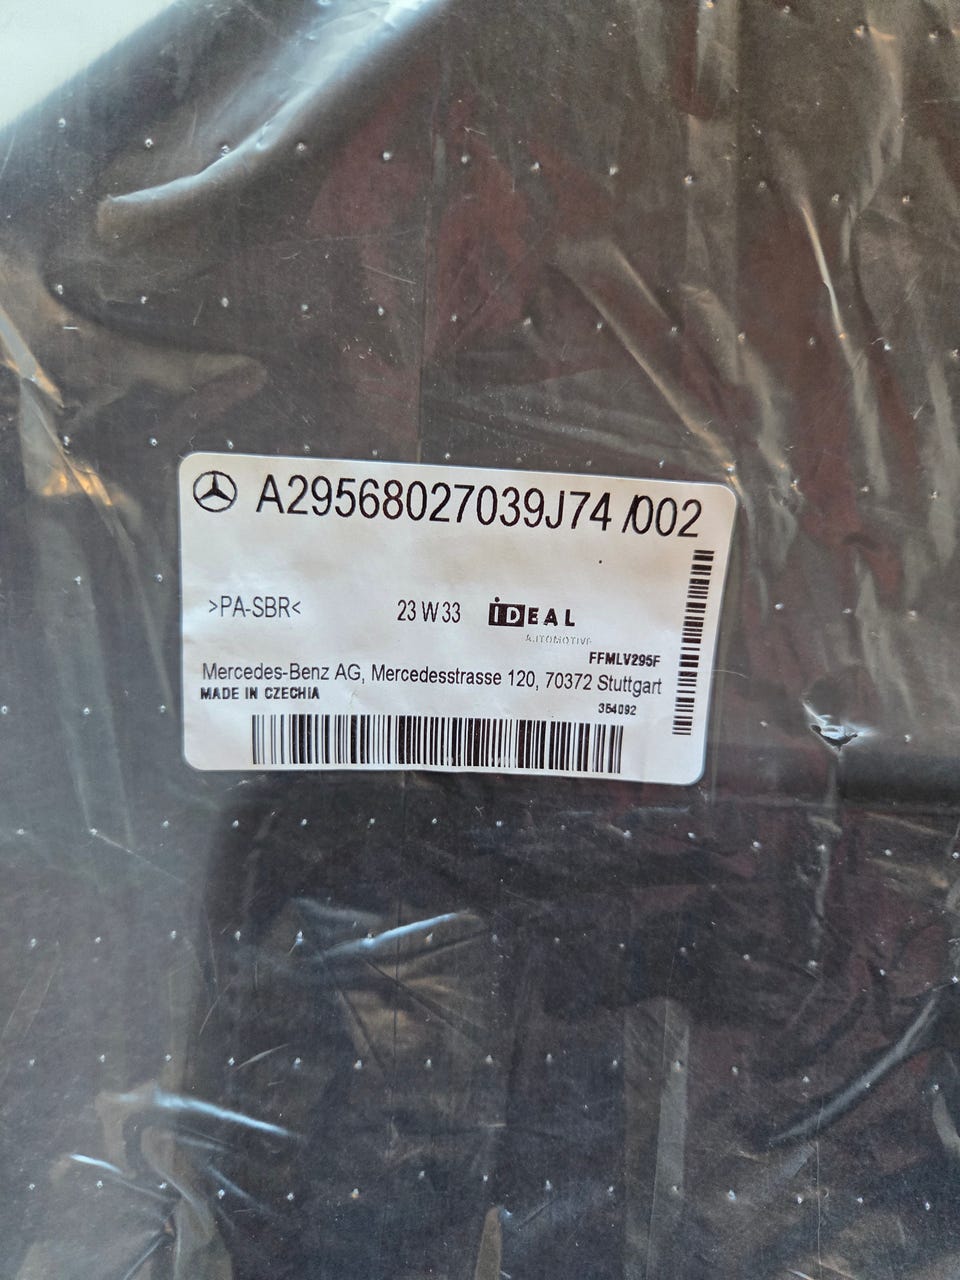 A29568027039J74 /002
>PA-SBR< 23 W 33 iDEAL
AUTOMOTIVE
FFMLV295F
Mercedes-Benz AG, Mercedesstrasse 120, 70372 Stuttgart
MADE IN CZECHIA 354092